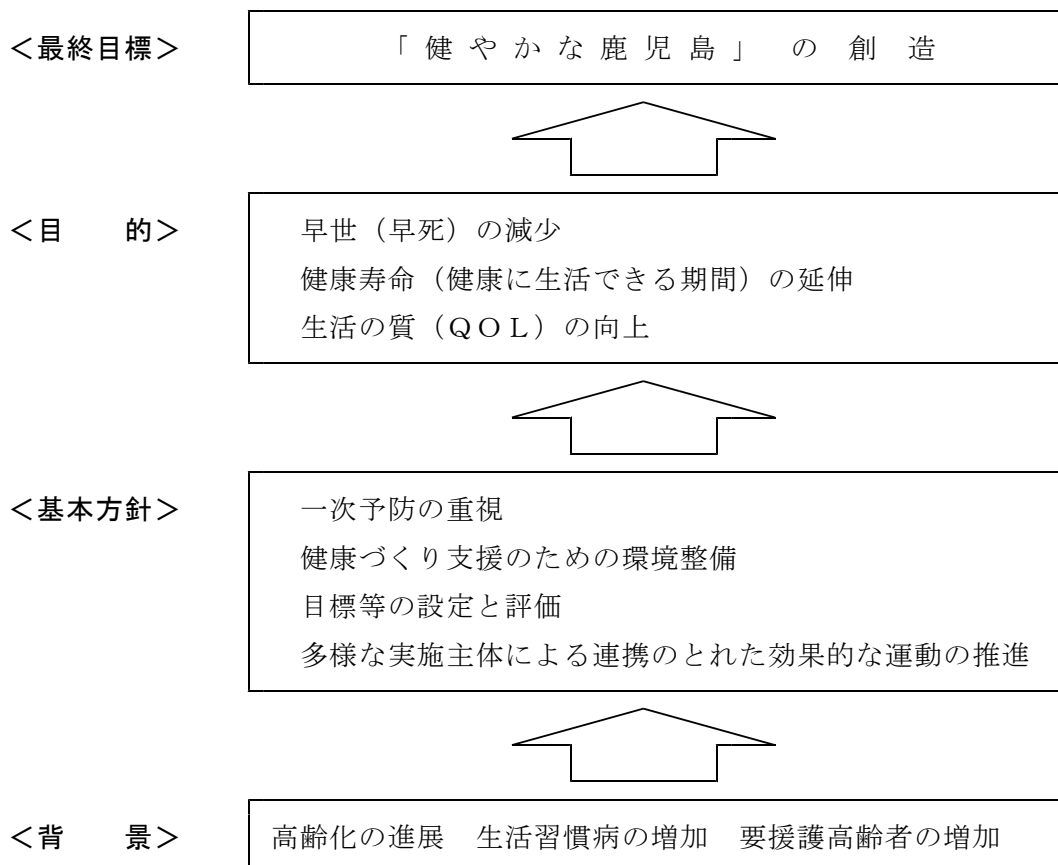 ＜最終目標＞ 「健やかな鹿児島」 の 創 造
＜目　　的＞ 早世（早死）の減少
健康寿命（健康に生活できる期間）の延伸
生活の質（ＱＯＬ）の向上
＜基本方針＞ 一次予防の重視
健康づくり支援のための環境整備
目標等の設定と評価
多様な実施主体による連携のとれた効果的な運動の推進
＜背　　景＞ 高齢化の進展　生活習慣病の増加　要援護高齢者の増加